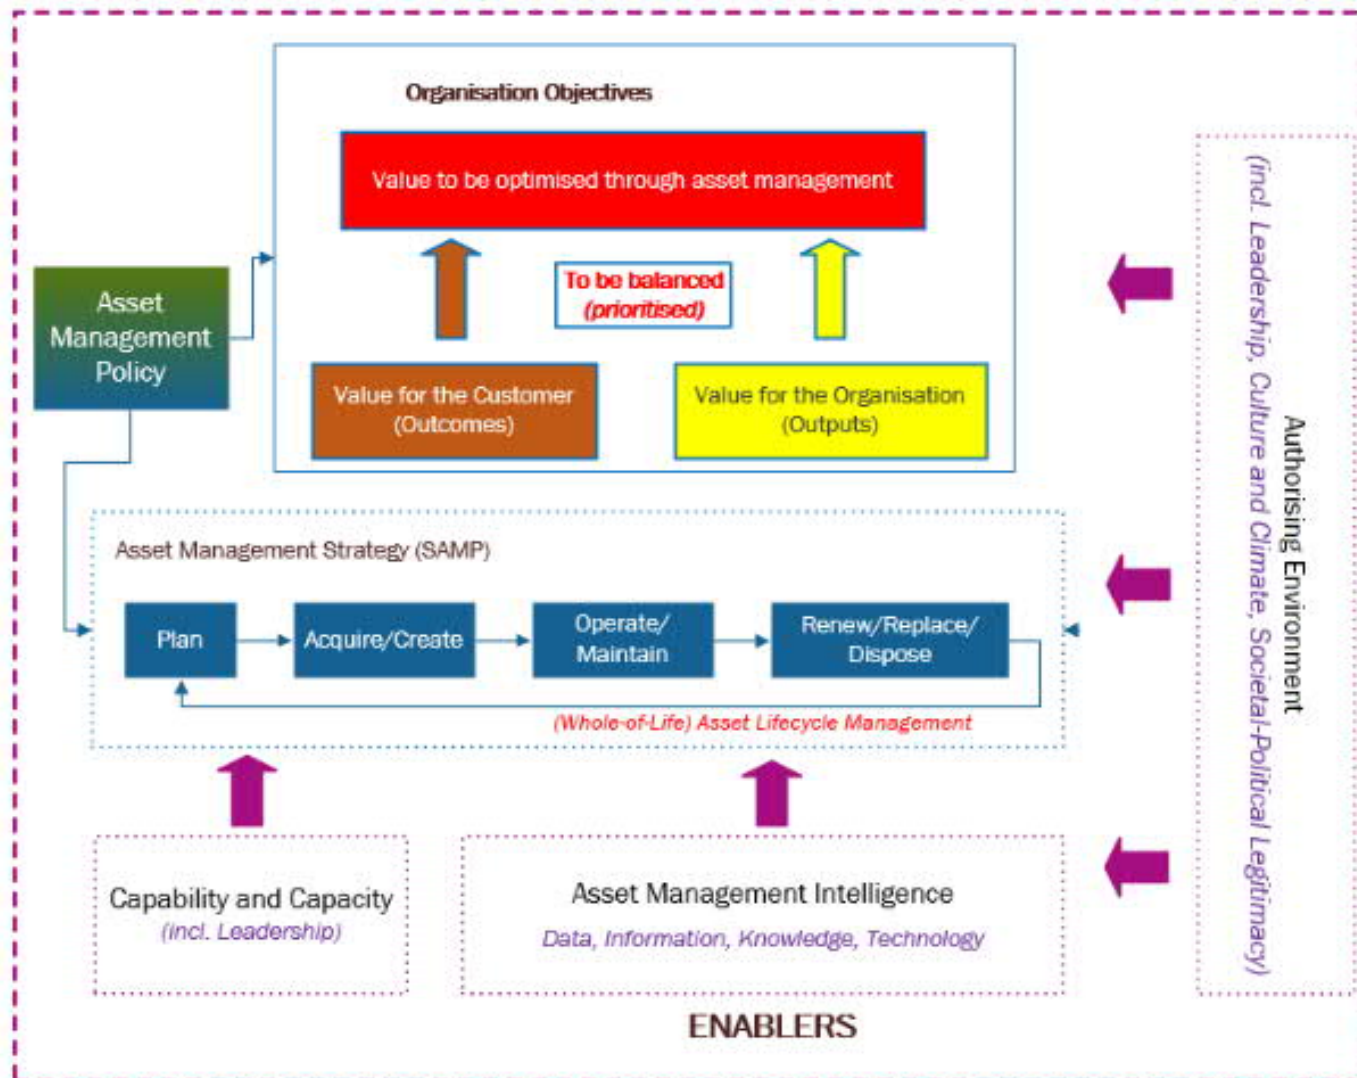 Organisation Objectives
Value to be optimised through asset management
To be balanced
(prioritised)
Asset
Management
Policy
Value for the Customer
(Outcomes)
Value for the Organisation
(Outputs)
Asset Management Strategy (SAMP)
Plan
Acquire/Create
Operate/
Maintain
Renew/Replace/
Dispose
(Whole-of-Life) Asset Lifecycle Management
Capability and Capacity
(incl. Leadership)
Asset Management Intelligence
Data, Information, Knowledge, Technology
ENABLERS
Authorising Environment
(incl. Leadership, Culture and Climate, Societal-Political Legitimacy)